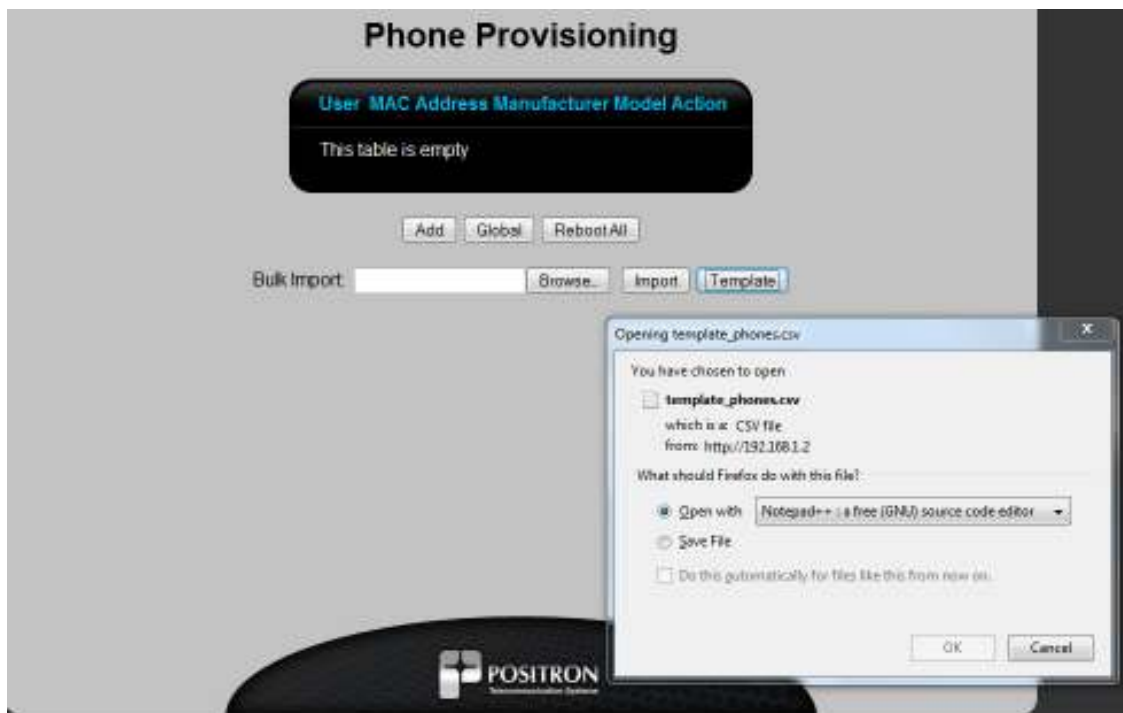 Phone Provisioning
User MAC Address Manufacturer Model Action
This table is empty
Add Global Reboot All
Bulk Import: Browse... Import Template
Opening template_phones.csv
x
You have chosen to open
template_phones.csv
which is a: CSV file
from: http://192.168.1.2
What should Firefox do with this file?
Open with Notepad++ : a free (GNU) source code editor
Save File
Do this automatically for files like this from now on.
OK Cancel
POSITRON
Telecommunication Systems